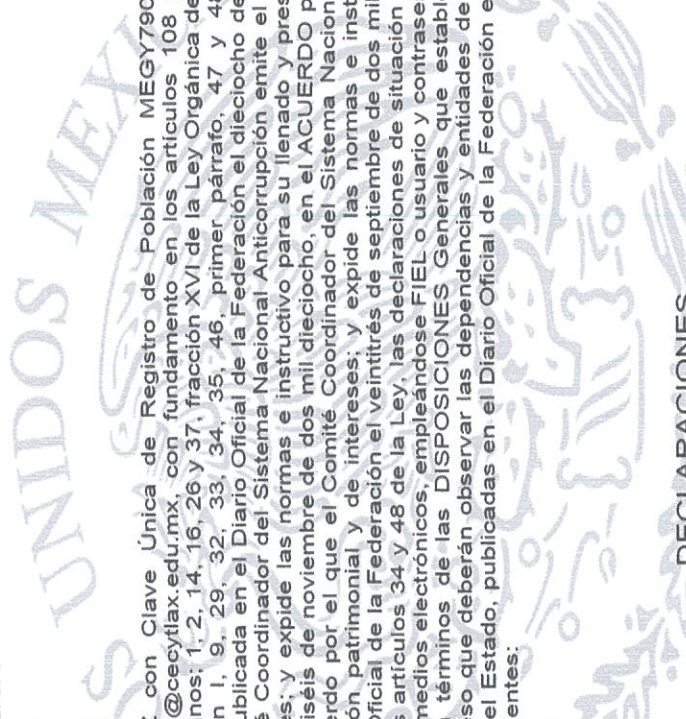 UNIDOS MEXI
con Clave Única de Registro de Población MEGY790
@cecytlax.edu.mx, con fundamento en los artículos 108
nos; 1, 2, 14, 16, 26 y 37, fracción XVI de la Ley Orgánica de
ublicada en el Diario Oficial de la Federación el dieciocho de
n I, 9, 29, 32, 33, 34, 35, 46, primer párrafo, 47 y 48
é Coordinador del Sistema Nacional Anticorrupción emite el
es; y expide las normas e instructivo para su llenado y pres
iséis de noviembre de dos mil dieciocho, en el ACUERDO p
erdo por el que el Comité Coordinador del Sistema Nacion
ón patrimonial y de intereses; y expide las normas e inst
oficial de la Federación el veintitrés de septiembre de dos mil
s artículos 34 y 48 de la Ley, las declaraciones de situación
medios electrónicos, empleándose FIEL o usuario y contrase
términos de las DISPOSICIONES Generales que estable
eso que deberán observar las dependencias y entidades de
el Estado, publicadas en el Diario Oficial de la Federación e
entes:
DECLARACIONES